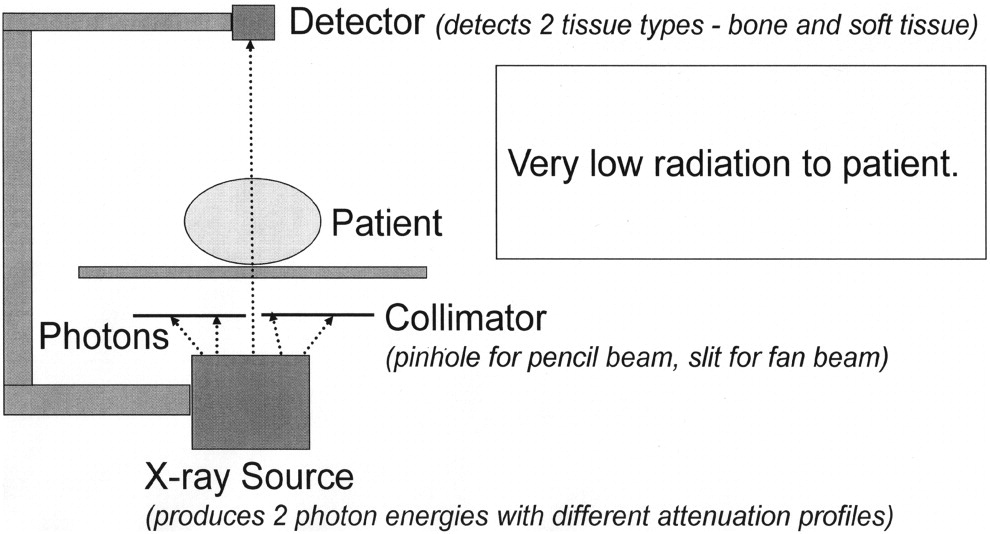 Detector (detects 2 tissue types - bone and soft tissue)
Very low radiation to patient.
Patient
Photons
Collimator
(pinhole for pencil beam, slit for fan beam)
X-ray Source
(produces 2 photon energies with different attenuation profiles)